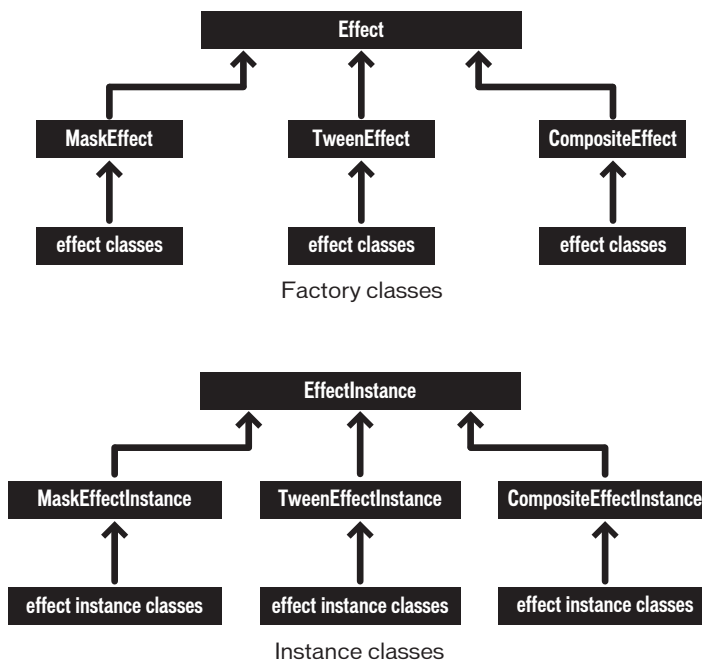 Effect
MaskEffect
TweenEffect
CompositeEffect
effect classes
effect classes
effect classes
Factory classes
EffectInstance
MaskEffectInstance
TweenEffectInstance
CompositeEffectInstance
effect instance classes
effect instance classes
effect instance classes
Instance classes